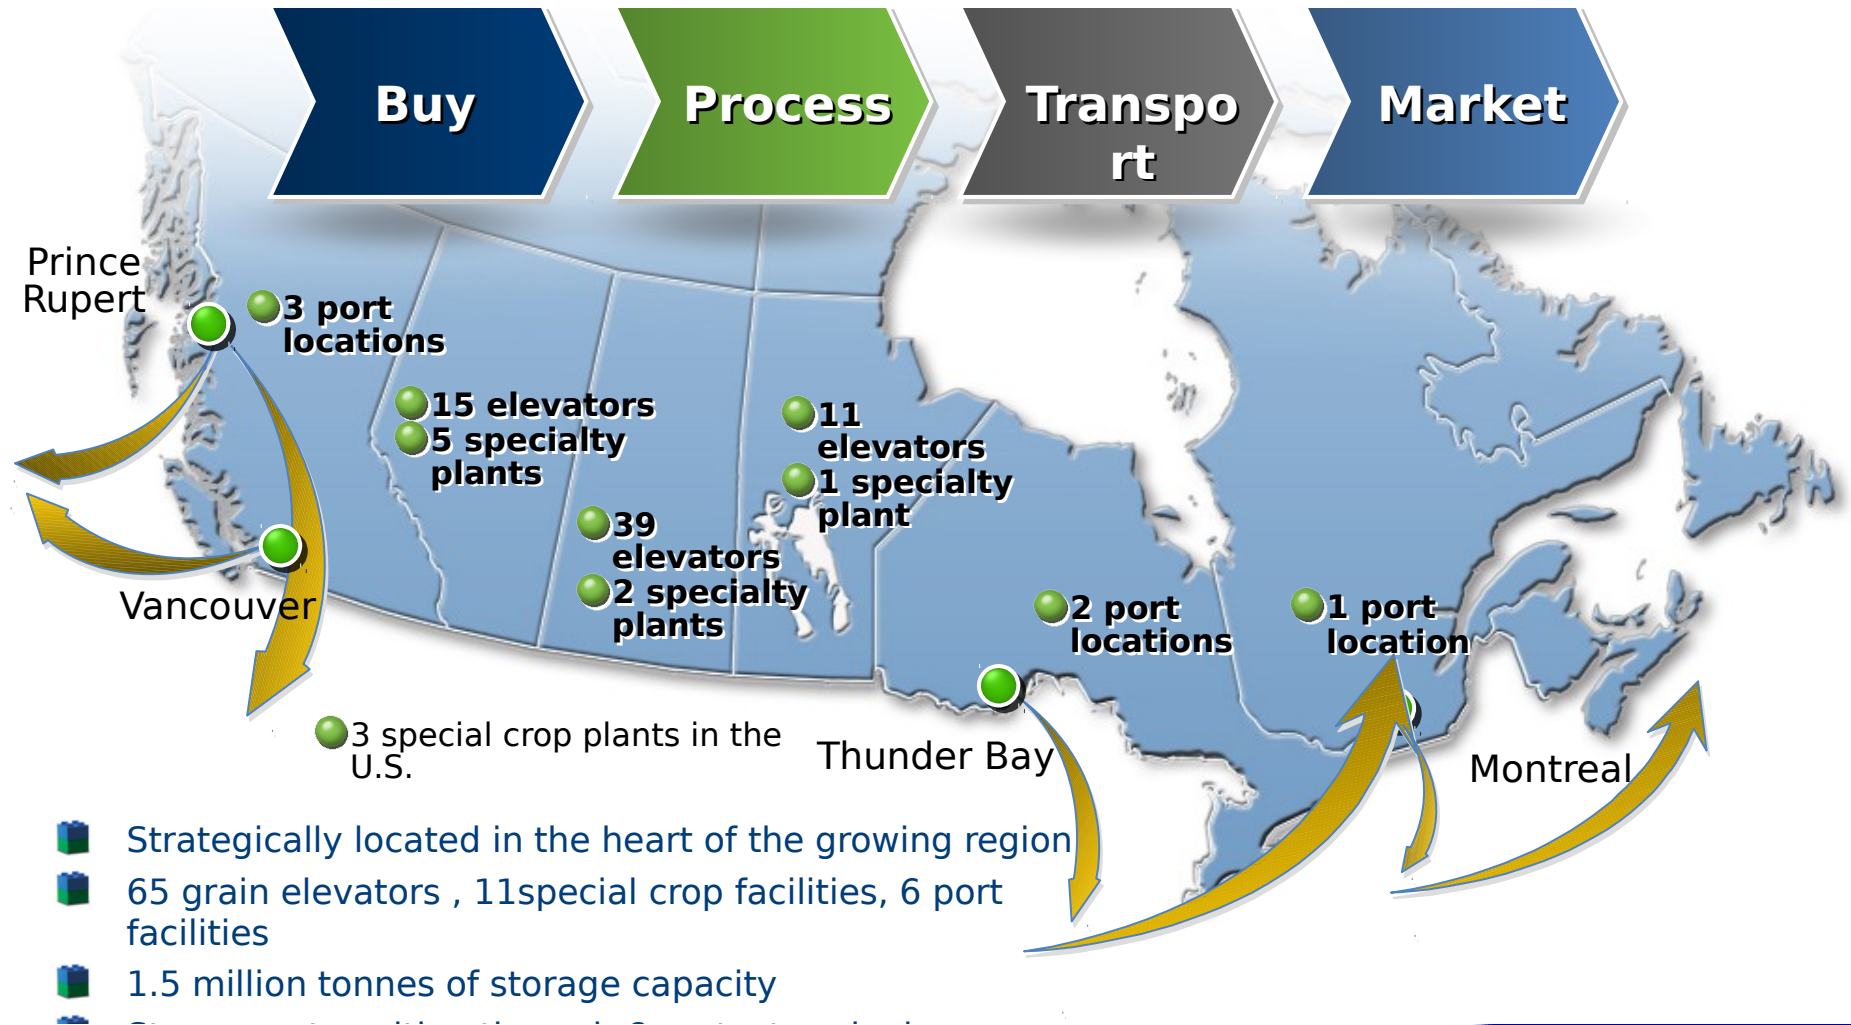 Buy
Process
Transpo
rt
Market
Prince
Rupert
3 port
locations
15 elevators
5 specialty
plants
11
elevators
1 specialty
plant
39
elevators
2 specialty
plants
2 port
locations
1 port
location
Vancouver
3 special crop plants in the
U.S.
Thunder Bay
Montreal
Strategically located in the heart of the growing region
65 grain elevators , 11special crop facilities, 6 port
facilities
1.5 million tonnes of storage capacity